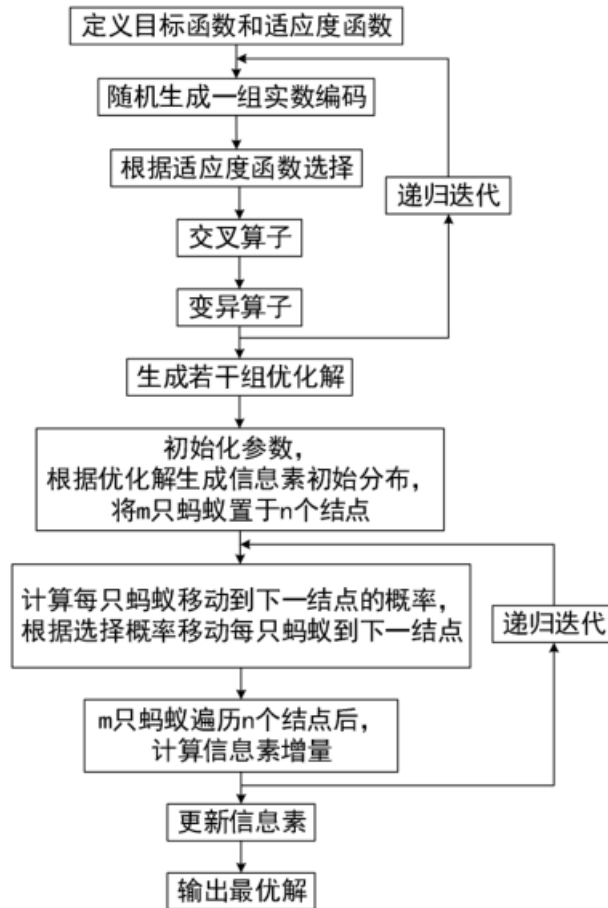 定义目标函数和适应度函数
随机生成一组实数编码
根据适应度函数选择
递归迭代
交叉算子
变异算子
生成若干组优化解
初始化参数，
根据优化解生成信息素初始分布，
将m只蚂蚁置于n个结点
计算每只蚂蚁移动到下一结点的概率，
根据选择概率移动每只蚂蚁到下一结点
递归迭代
m只蚂蚁遍历n个结点后，
计算信息素增量
更新信息素
输出最优解